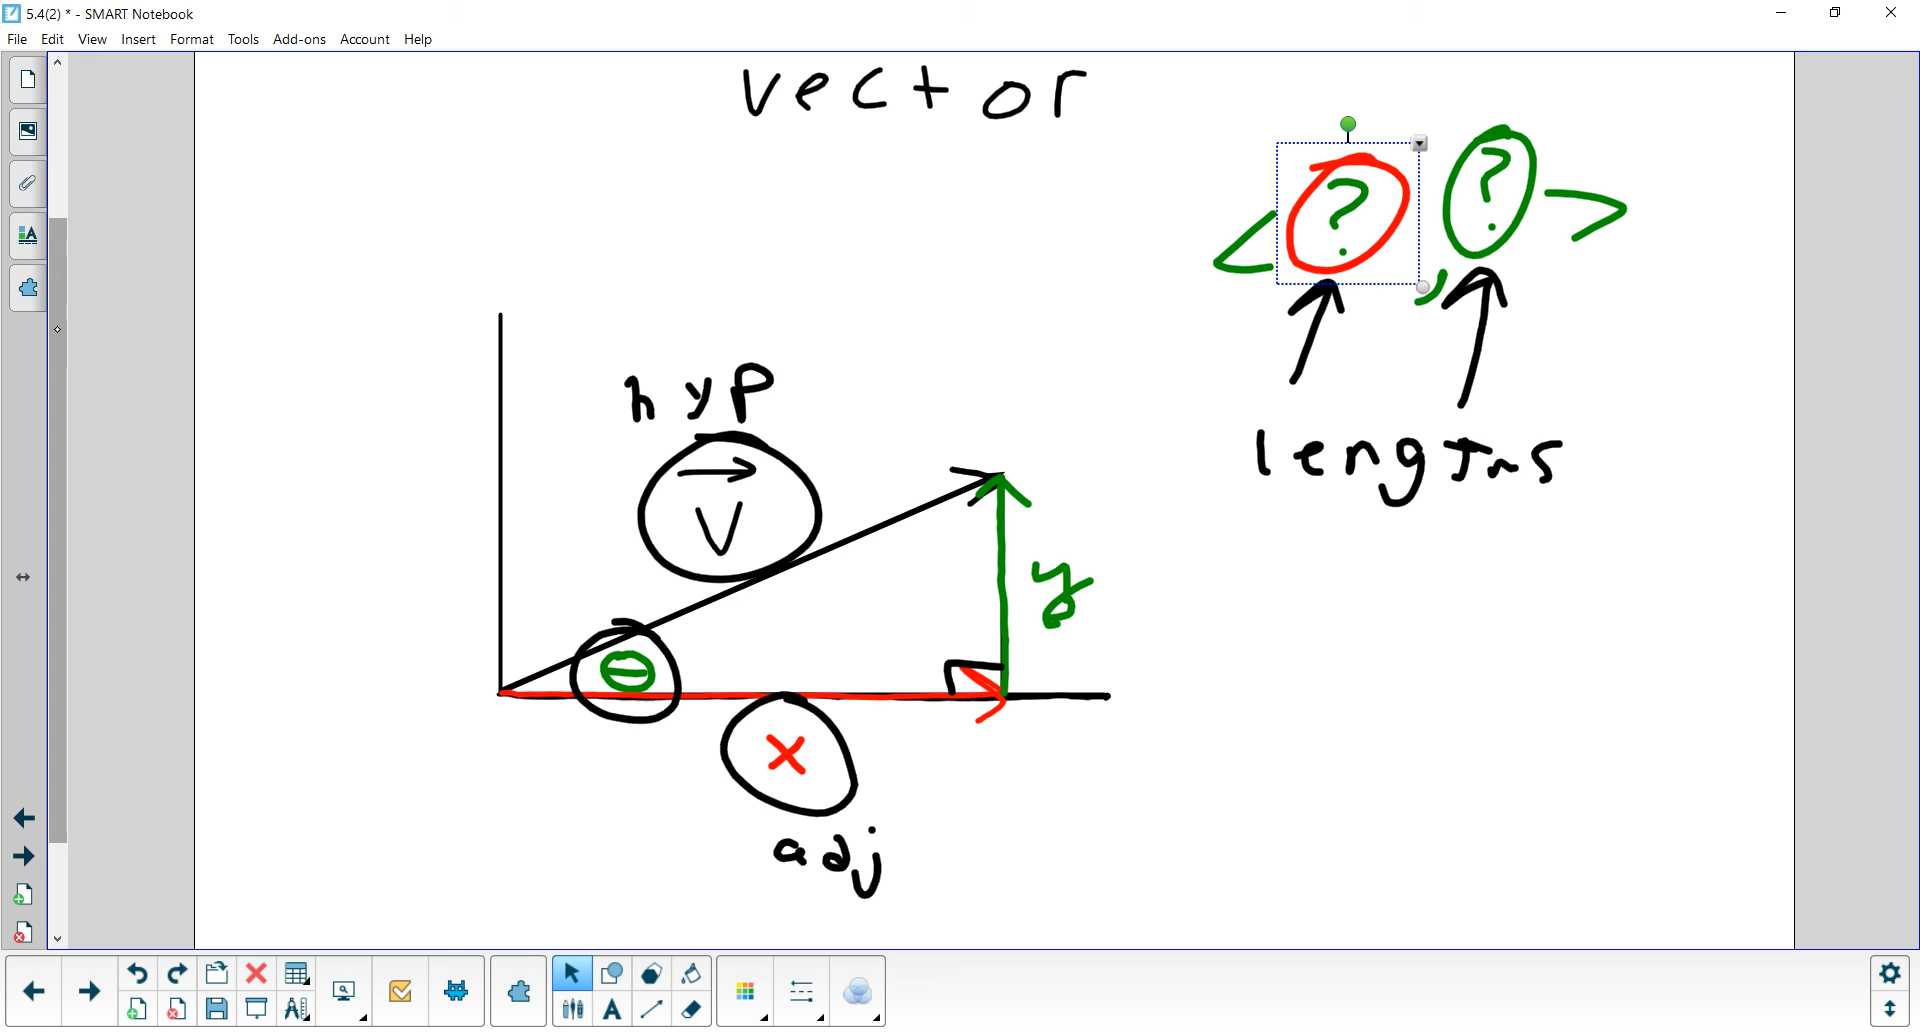 5.4(2) * - SMART Notebook
File Edit View Insert Format Tools Add-ons Account Help
vector
< ? , ? >
lengths
hyp
V
y
θ
x
adj